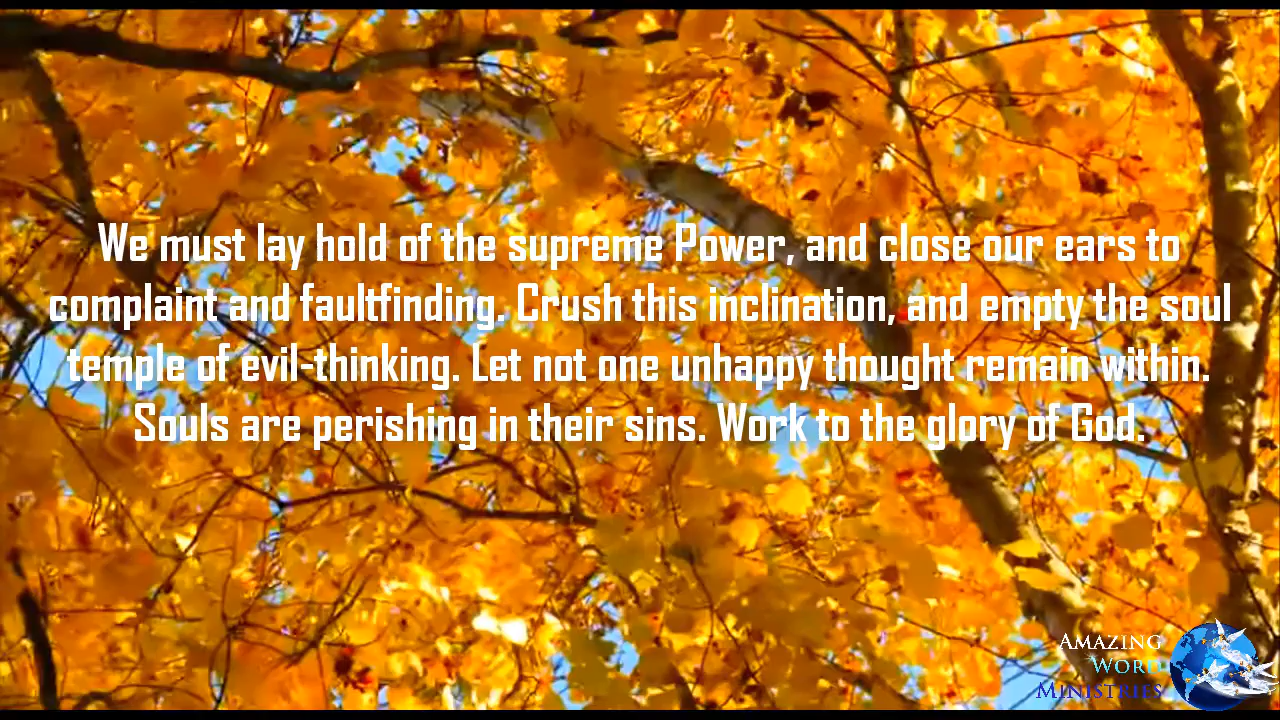 We must lay hold of the supreme Power, and close our ears to
complaint and faultfinding. Crush this inclination, and empty the soul
temple of evil-thinking. Let not one unhappy thought remain within.
Souls are perishing in their sins. Work to the glory of God.
Amazing
Word
Ministries